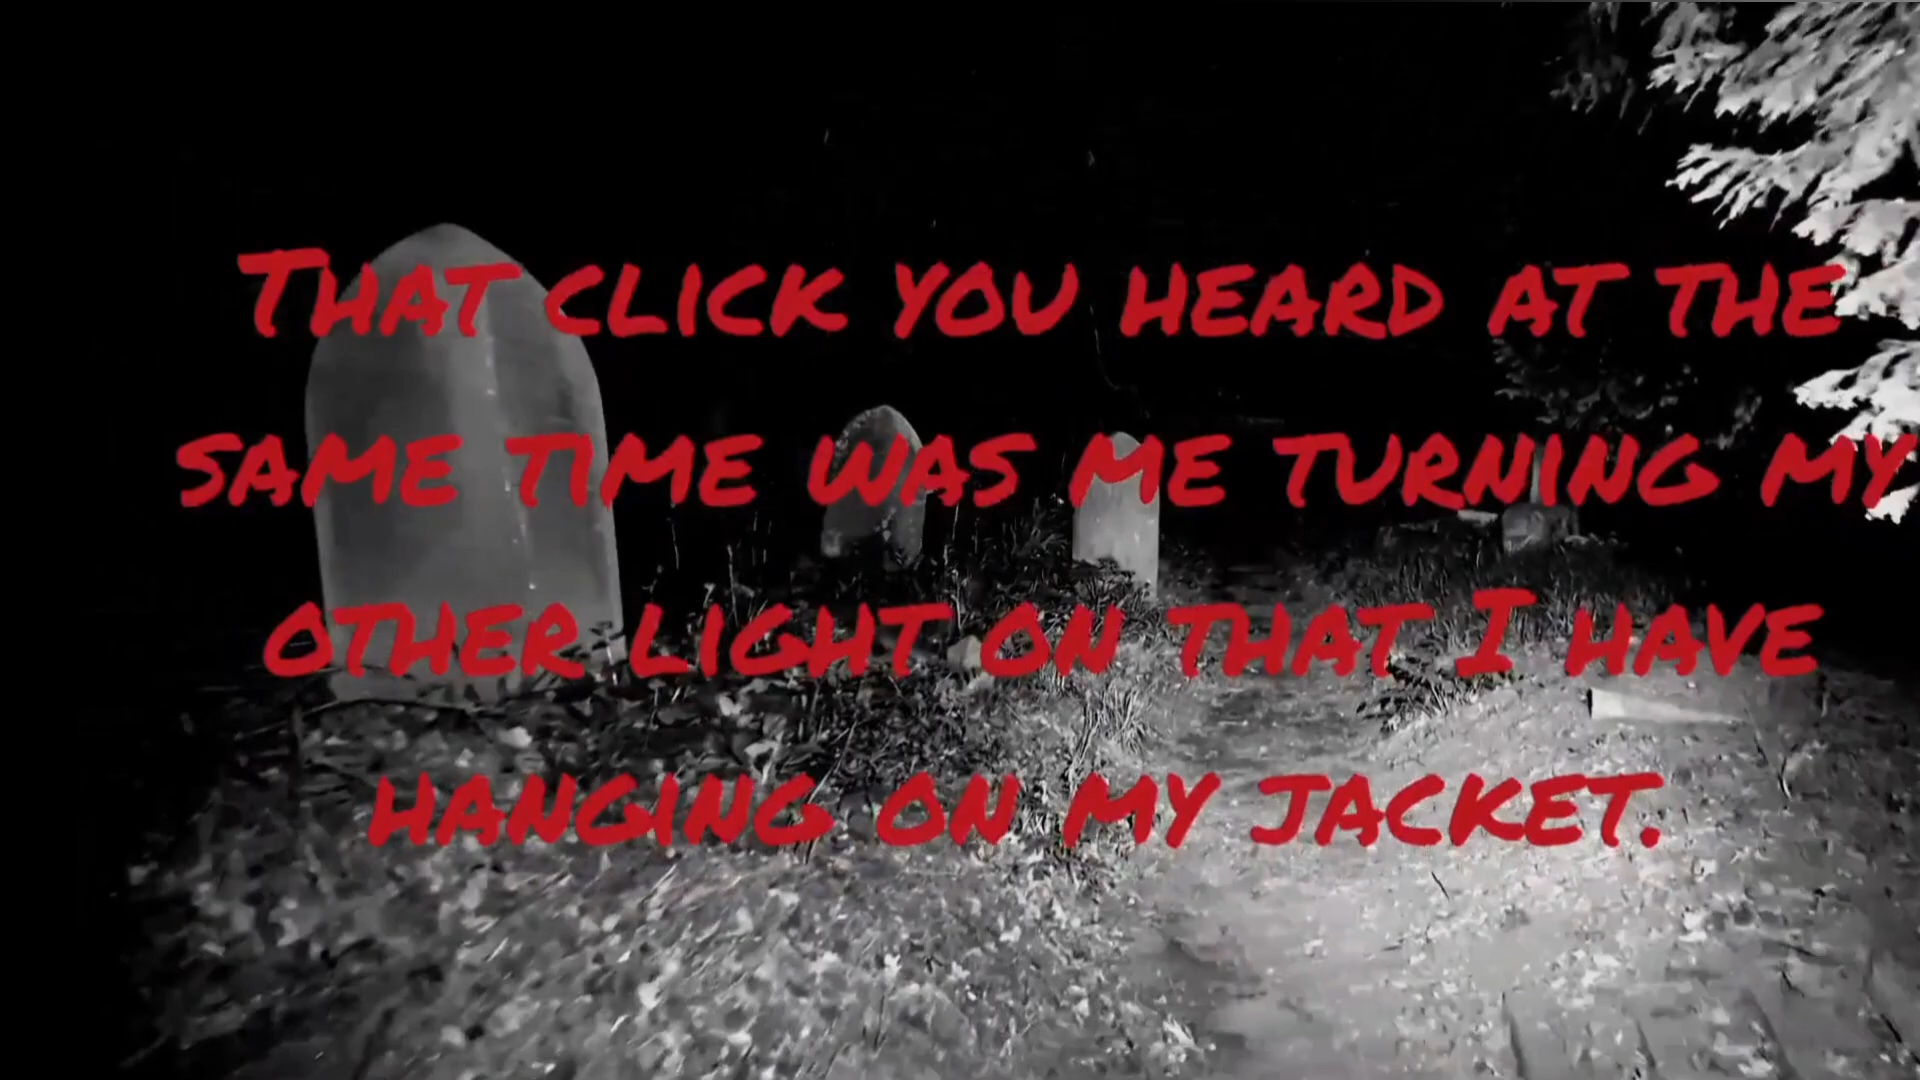 That click you heard at the
same time was me turning my
other light on that I have
hanging on my jacket.